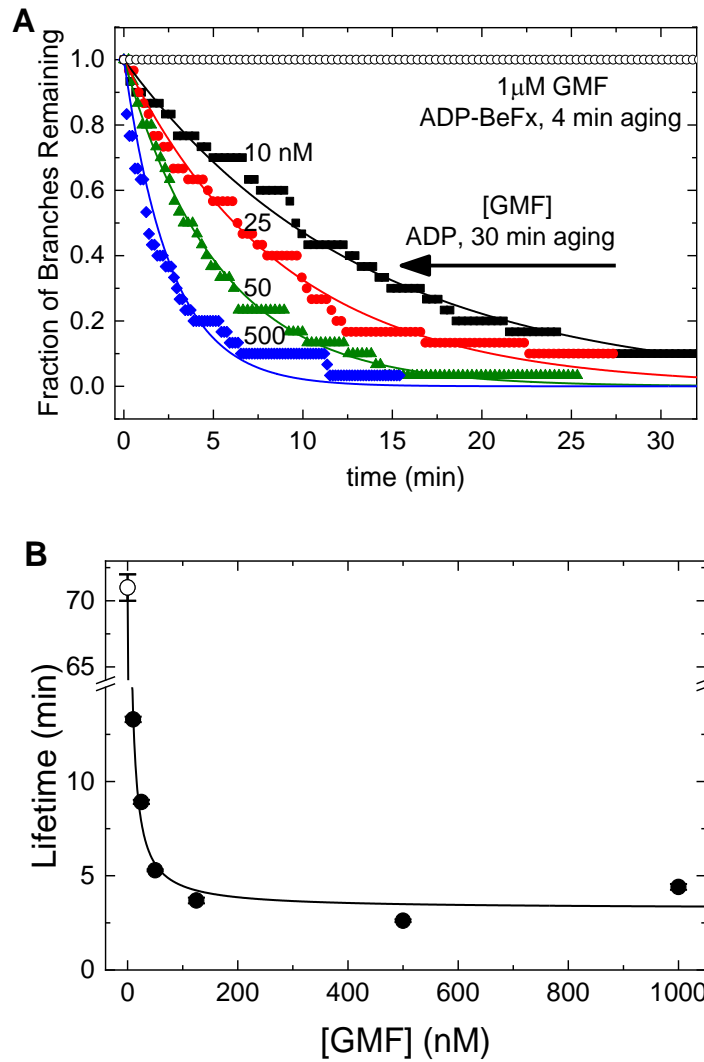 A
Fraction of Branches Remaining
1.0
0.8
0.6
0.4
0.2
0.0
1μM GMF
ADP-BeFx, 4 min aging
10 nM
25
50
500
[GMF]
ADP, 30 min aging
0
5
10
15
20
25
30
time (min)
B
Lifetime (min)
70
65
10
5
0
0
200
400
600
800
1000
[GMF] (nM)